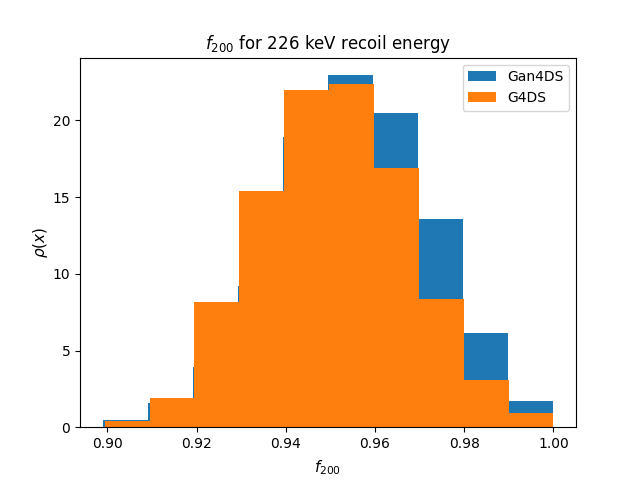 f₂₀₀ for 226 keV recoil energy
Gan4DS
G4DS
ρ(x)
20
15
10
5
0
0.90 0.92 0.94 0.96 0.98 1.00
f₂₀₀